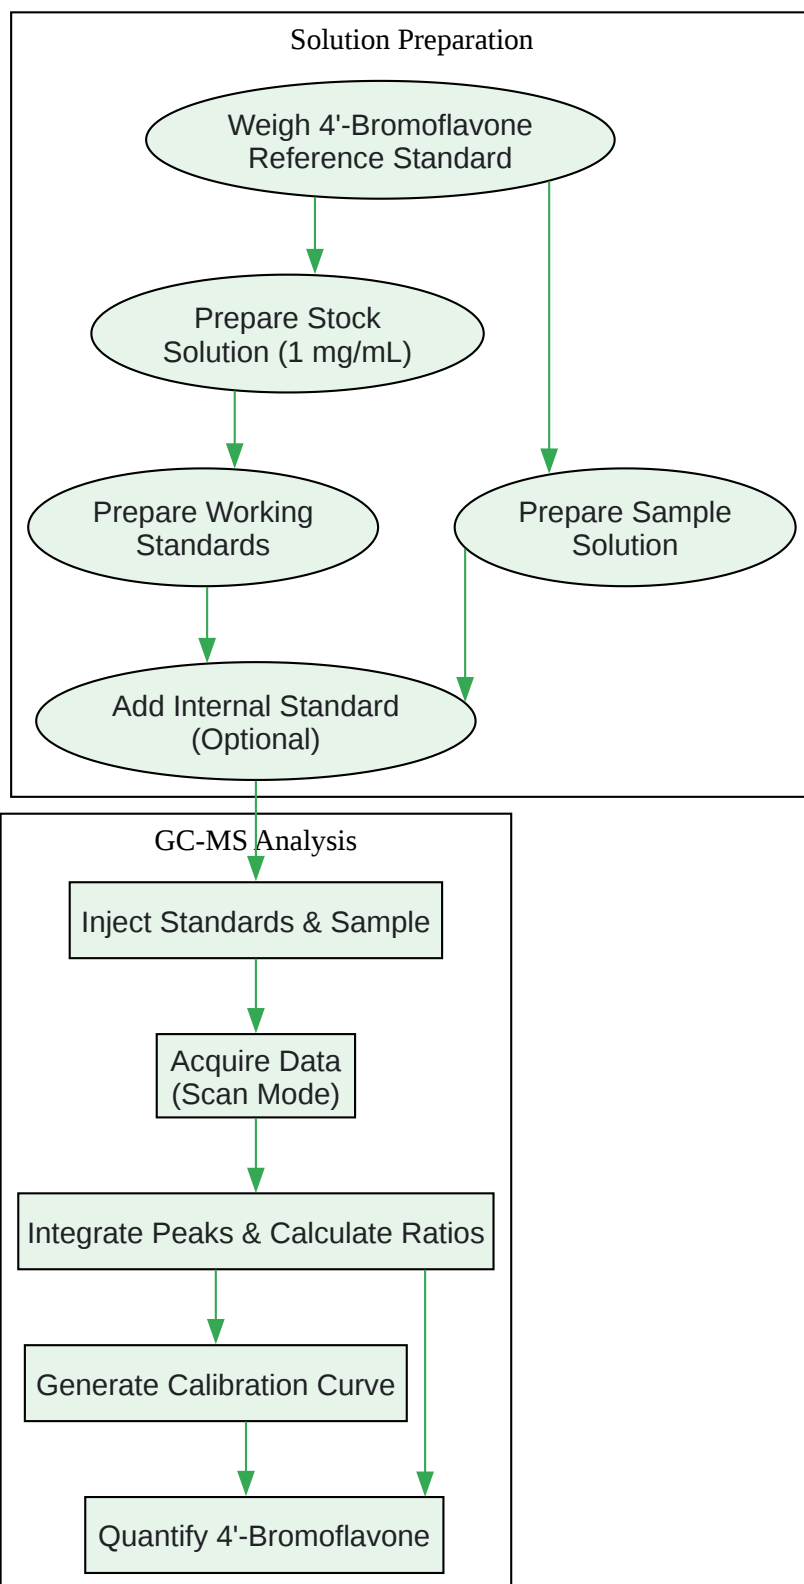 Solution Preparation
Weigh 4'-Bromoflavone
Reference Standard
Prepare Stock
Solution (1 mg/mL)
Prepare Working
Standards
Prepare Sample
Solution
Add Internal Standard
(Optional)
GC-MS Analysis
Inject Standards & Sample
Acquire Data
(Scan Mode)
Integrate Peaks & Calculate Ratios
Generate Calibration Curve
Quantify 4'-Bromoflavone